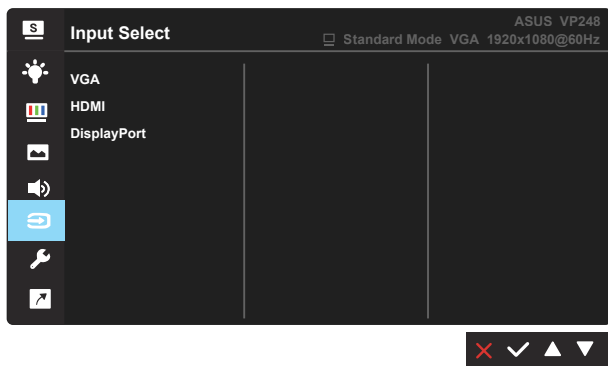 S
Input Select
ASUS VP248
Standard Mode VGA 1920x1080@60Hz
VGA
HDMI
DisplayPort